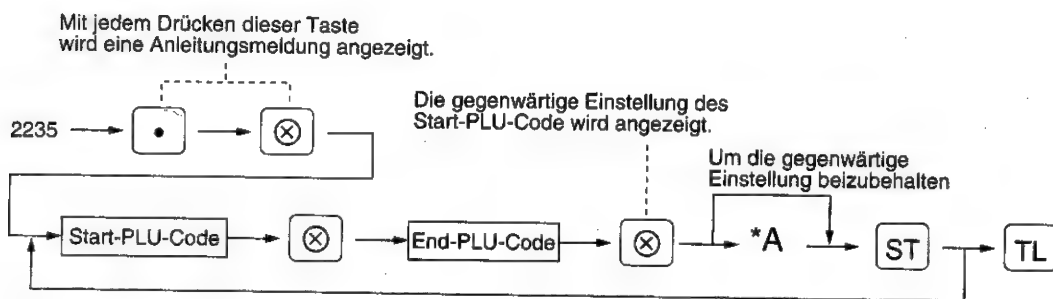 Mit jedem Drücken dieser Taste
wird eine Anleitungsmeldung angezeigt.
Die gegenwärtige Einstellung des
Start-PLU-Code wird angezeigt.
2235 • ⊗
Um die gegenwärtige
Einstellung beizubehalten
Start-PLU-Code ⊗ End-PLU-Code ⊗ *A ST TL